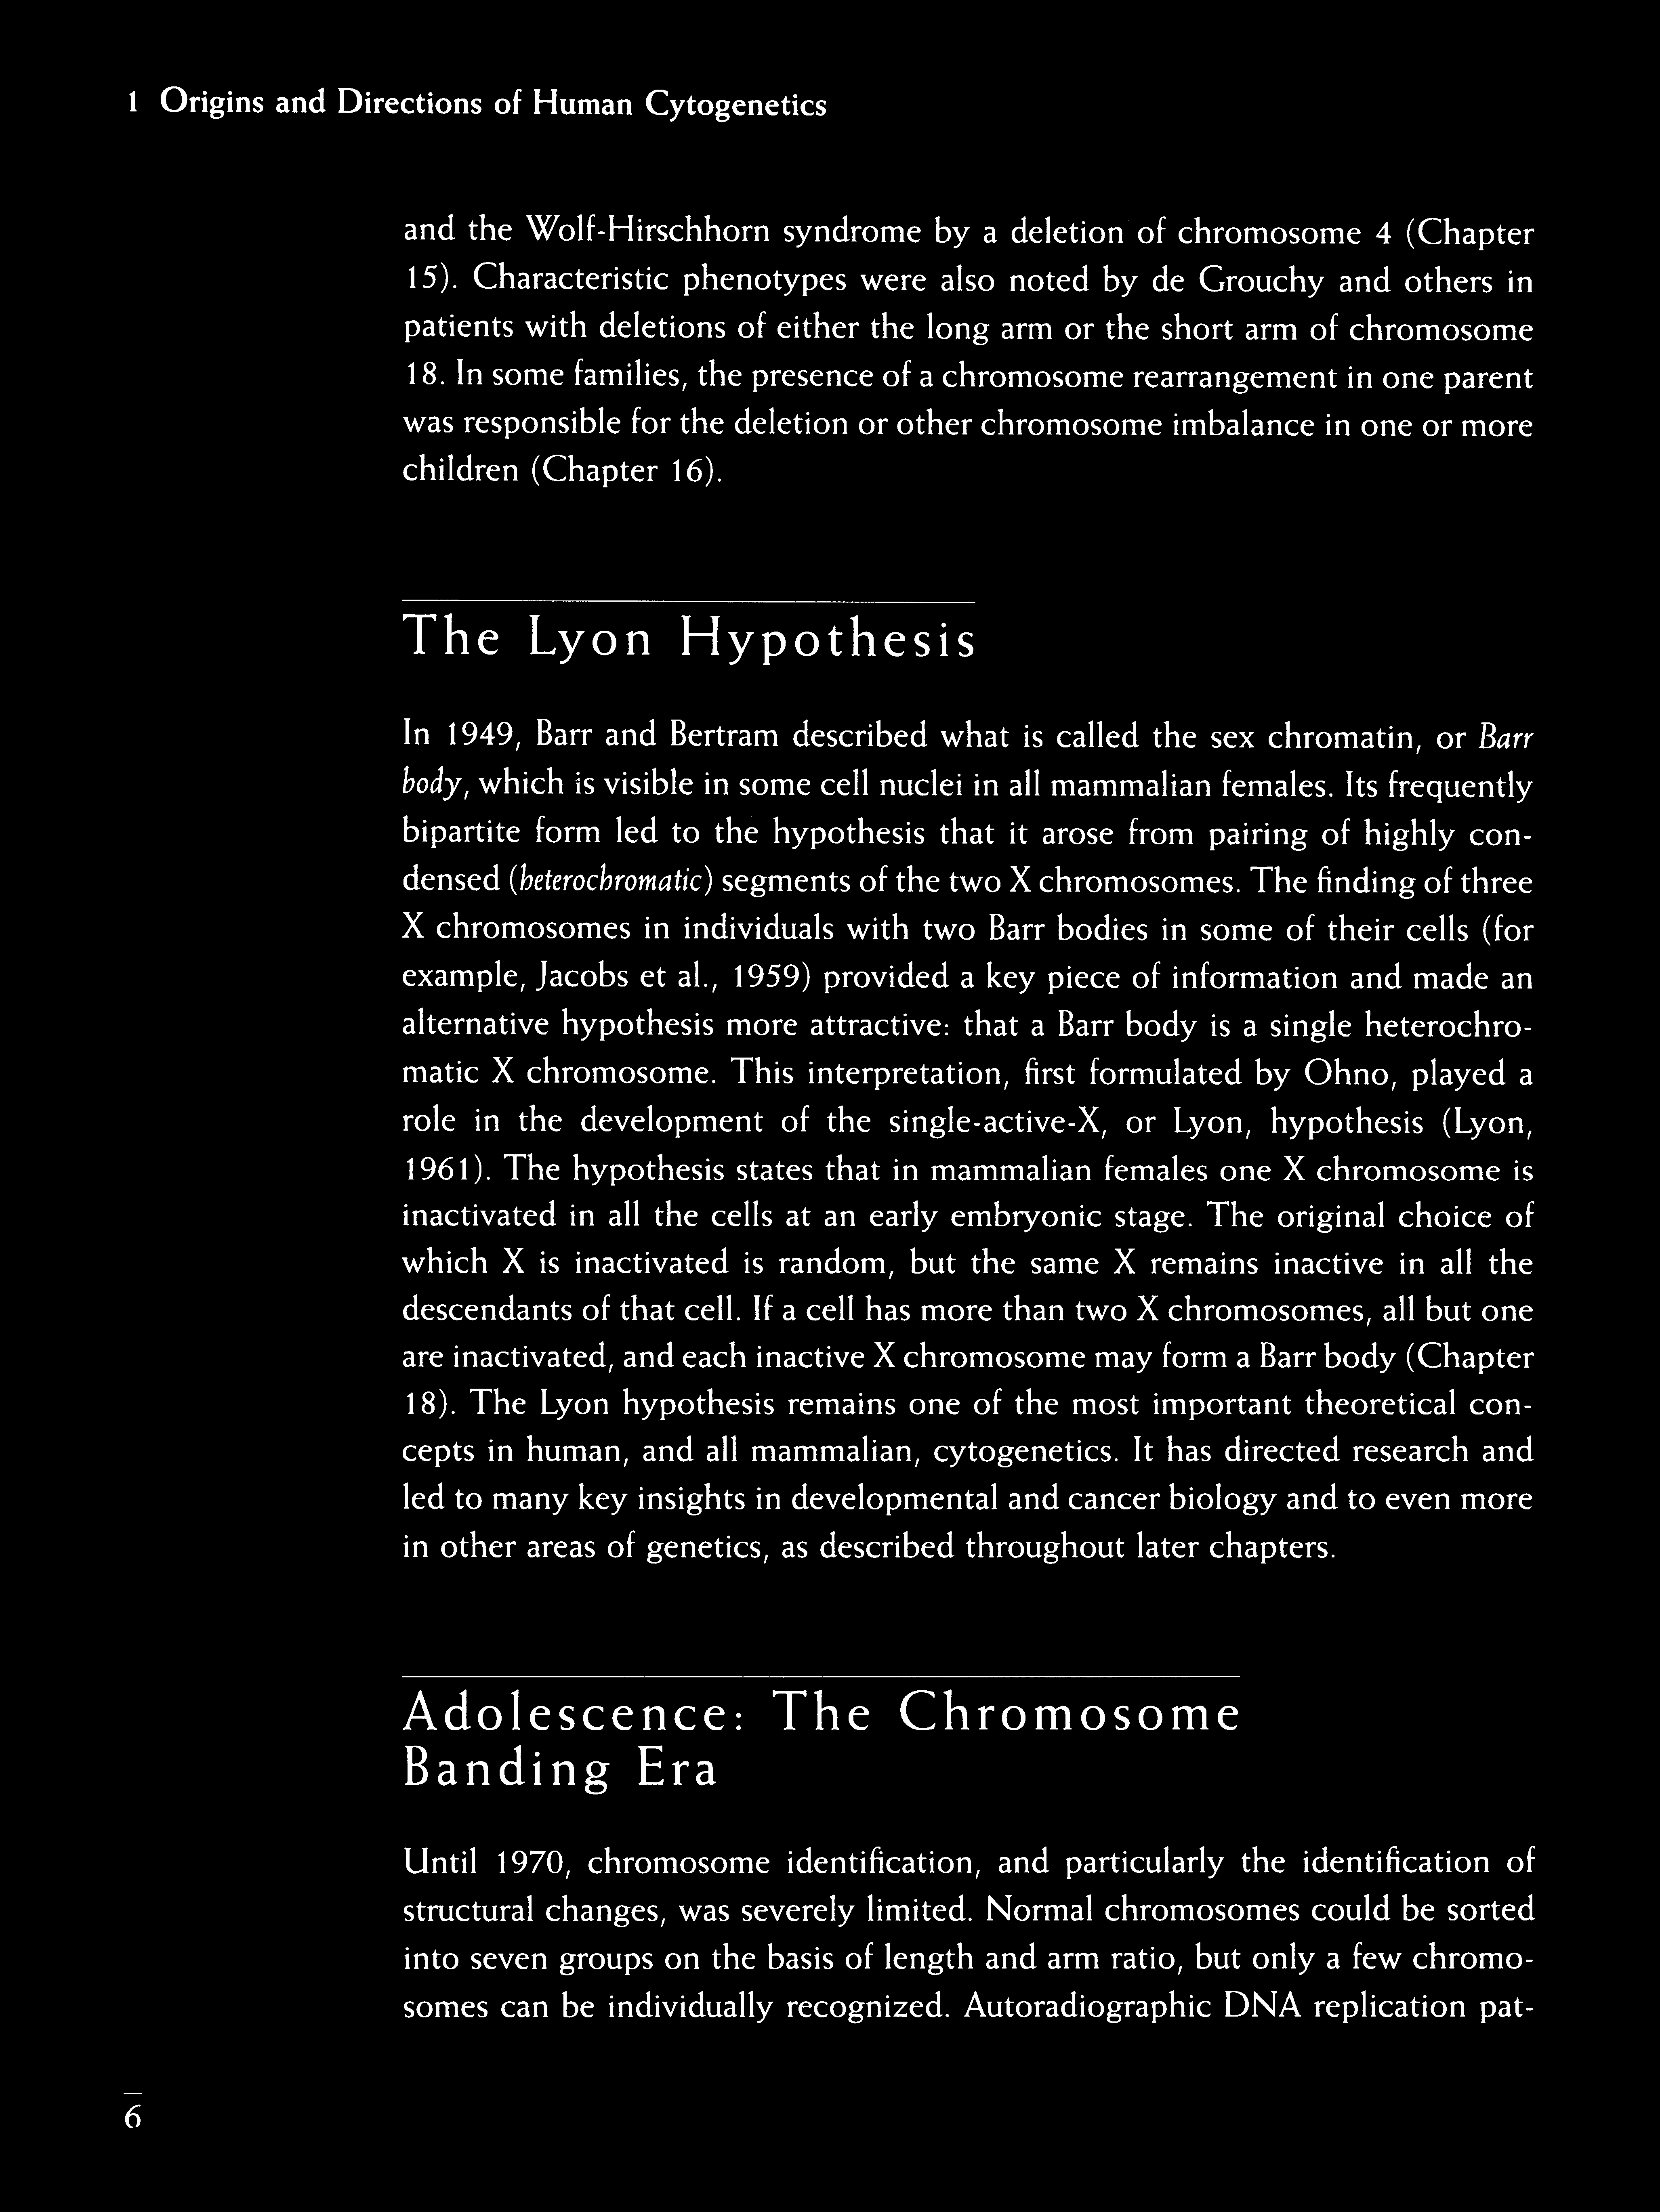 1 Origins and Directions of Human Cytogenetics
and the Wolf-Hirschhorn syndrome by a deletion of chromosome 4 (Chapter
15). Characteristic phenotypes were also noted by de Grouchy and others in
patients with deletions of either the long arm or the short arm of chromosome
18. In some families, the presence of a chromosome rearrangement in one parent
was responsible for the deletion or other chromosome imbalance in one or more
children (Chapter 16).
The Lyon Hypothesis
In 1949, Barr and Bertram described what is called the sex chromatin, or Barr
body, which is visible in some cell nuclei in all mammalian females. Its frequently
bipartite form led to the hypothesis that it arose from pairing of highly con-
densed (heterochromatic) segments of the two X chromosomes. The finding of three
X chromosomes in individuals with two Barr bodies in some of their cells (for
example, Jacobs et al., 1959) provided a key piece of information and made an
alternative hypothesis more attractive: that a Barr body is a single heterochro-
matic X chromosome. This interpretation, first formulated by Ohno, played a
role in the development of the single-active-X, or Lyon, hypothesis (Lyon,
1961). The hypothesis states that in mammalian females one X chromosome is
inactivated in all the cells at an early embryonic stage. The original choice of
which X is inactivated is random, but the same X remains inactive in all the
descendants of that cell. If a cell has more than two X chromosomes, all but one
are inactivated, and each inactive X chromosome may form a Barr body (Chapter
18). The Lyon hypothesis remains one of the most important theoretical con-
cepts in human, and all mammalian, cytogenetics. It has directed research and
led to many key insights in developmental and cancer biology and to even more
in other areas of genetics, as described throughout later chapters.
Adolescence: The Chromosome
Banding Era
Until 1970, chromosome identification, and particularly the identification of
structural changes, was severely limited. Normal chromosomes could be sorted
into seven groups on the basis of length and arm ratio, but only a few chromo-
somes can be individually recognized. Autoradiographic DNA replication pat-
6